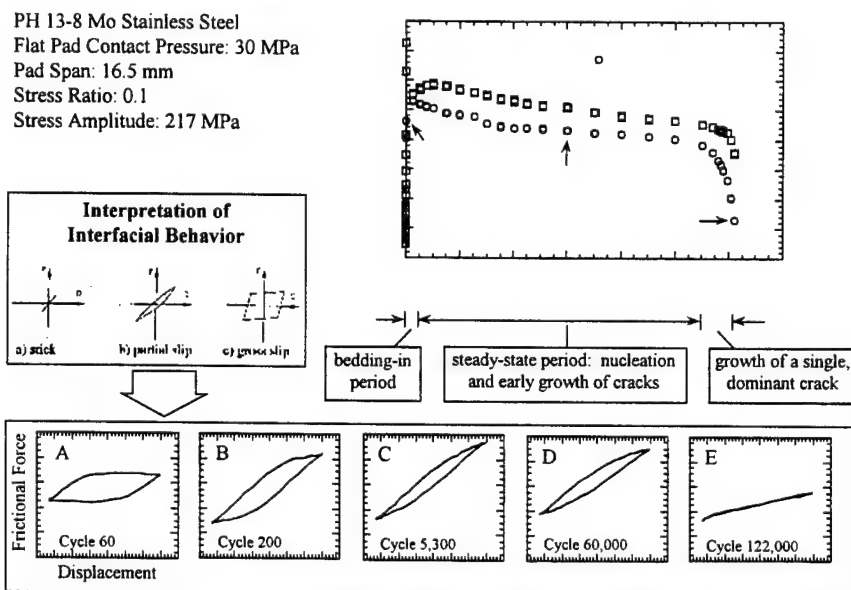 PH 13-8 Mo Stainless Steel
Flat Pad Contact Pressure: 30 MPa
Pad Span: 16.5 mm
Stress Ratio: 0.1
Stress Amplitude: 217 MPa
Interpretation of
Interfacial Behavior
a) stick
b) partial slip
c) gross slip
bedding-in
period
steady-state period: nucleation
and early growth of cracks
growth of a single,
dominant crack
Frictional Force
A
Cycle 60
B
Cycle 200
C
Cycle 5,300
D
Cycle 60,000
E
Cycle 122,000
Displacement